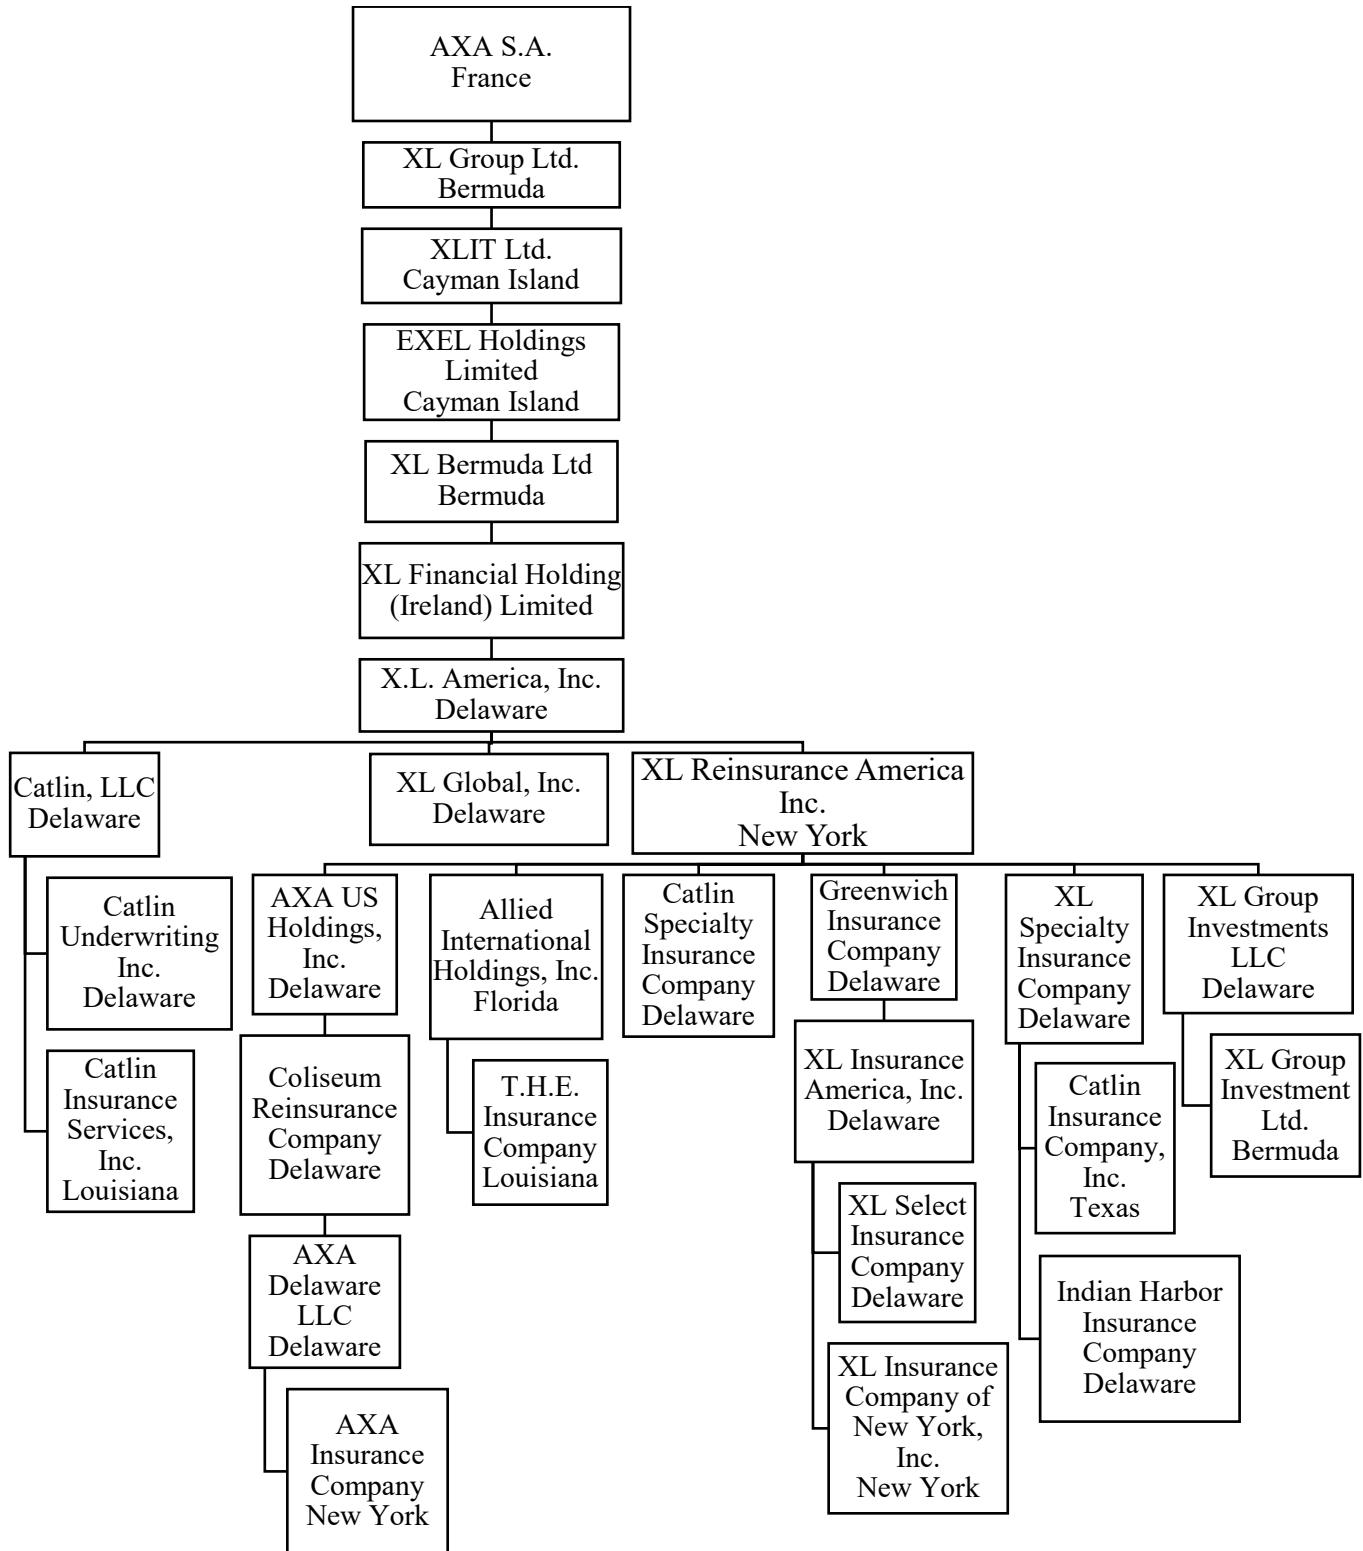 AXA S.A.
France
XL Group Ltd.
Bermuda
XLIT Ltd.
Cayman Island
EXEL Holdings
Limited
Cayman Island
XL Bermuda Ltd
Bermuda
XL Financial Holding
(Ireland) Limited
X.L. America, Inc.
Delaware
Catlin, LLC
Delaware
XL Global, Inc.
Delaware
XL Reinsurance America
Inc.
New York
Catlin
Underwriting
Inc.
Delaware
Catlin
Insurance
Services,
Inc.
Louisiana
AXA US
Holdings,
Inc.
Delaware
Coliseum
Reinsurance
Company
Delaware
AXA
Delaware
LLC
Delaware
AXA
Insurance
Company
New York
Allied
International
Holdings, Inc.
Florida
T.H.E.
Insurance
Company
Louisiana
Catlin
Specialty
Insurance
Company
Delaware
Greenwich
Insurance
Company
Delaware
XL Insurance
America, Inc.
Delaware
XL Select
Insurance
Company
Delaware
XL Insurance
Company of
New York,
Inc.
New York
XL
Specialty
Insurance
Company
Delaware
Catlin
Insurance
Company,
Inc.
Texas
Indian Harbor
Insurance
Company
Delaware
XL Group
Investments
LLC
Delaware
XL Group
Investment
Ltd.
Bermuda